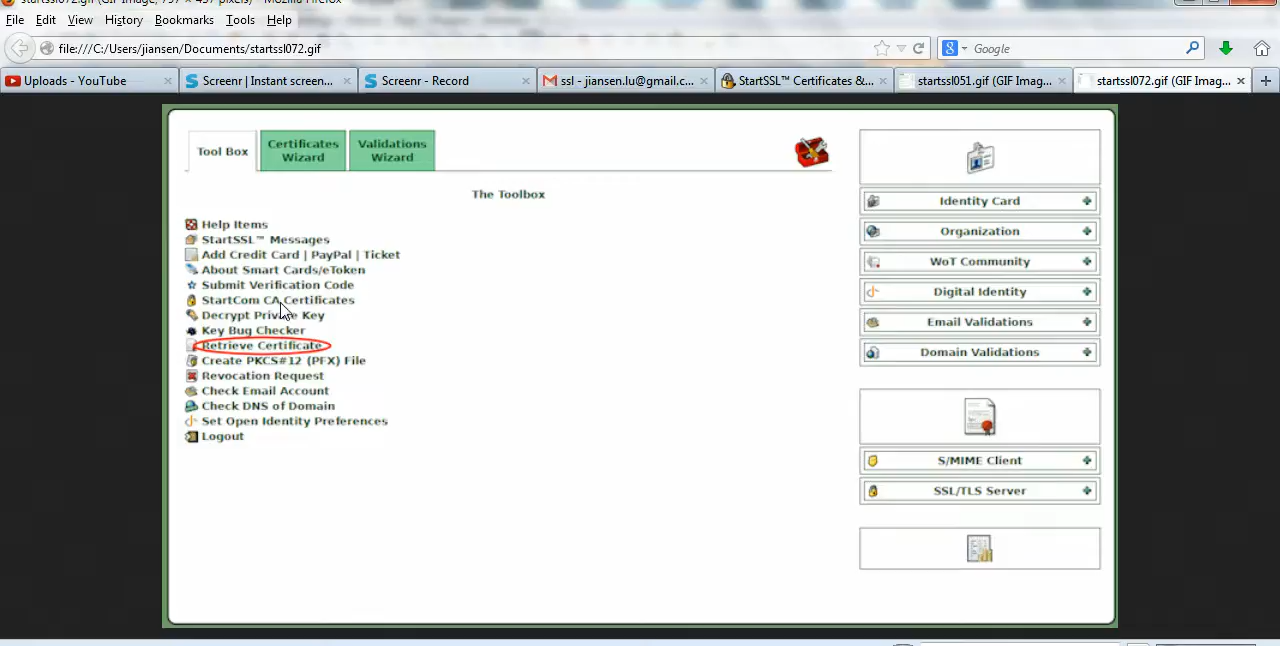 File Edit View History Bookmarks Tools Help
file:///C:/Users/jiansen/Documents/startssl072.gif
Google
Uploads - YouTube
Screenr | Instant screen...
Screenr - Record
ssl - jiansen.lu@gmail.c...
StartSSL™ Certificates &...
startssl051.gif (GIF Imag...
startssl072.gif (GIF Imag...
Tool Box
Certificates
Wizard
Validations
Wizard
The Toolbox
Help Items
StartSSL™ Messages
Add Credit Card | PayPal | Ticket
About Smart Cards/eToken
Submit Verification Code
StartCom CA Certificates
Decrypt Private Key
Key Bug Checker
Retrieve Certificate
Create PKCS#12 (PFX) File
Revocation Request
Check Email Account
Check DNS of Domain
Set Open Identity Preferences
Logout
Identity Card
Organization
WoT Community
Digital Identity
Email Validations
Domain Validations
S/MIME Client
SSL/TLS Server